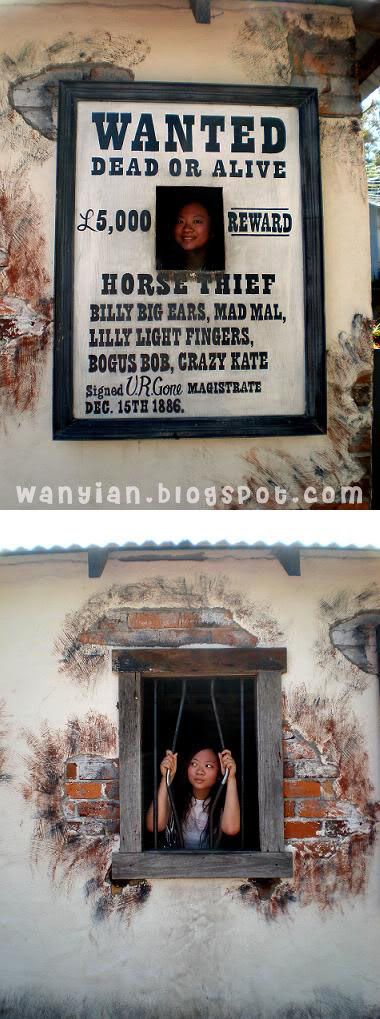 WANTED
DEAD OR ALIVE
£5,000 REWARD
HORSE THIEF
BILLY BIG EARS, MAD MAL,
LILLY LIGHT FINGERS,
BOGUS BOB, CRAZY KATE
Signed U.R.Gone MAGISTRATE
DEC. 15TH 1886.
wanyian.blogspot.com